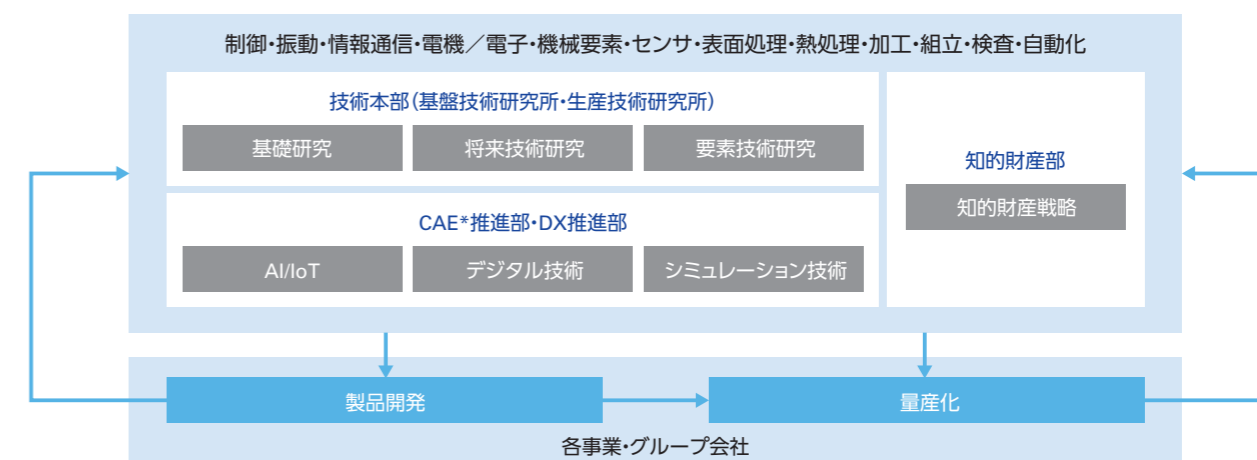 制御・振動・情報通信・電機／電子・機械要素・センサ・表面処理・熱処理・加工・組立・検査・自動化
技術本部（基盤技術研究所・生産技術研究所）
基礎研究
将来技術研究
要素技術研究
CAE*推進部・DX推進部
AI/IoT
デジタル技術
シミュレーション技術
知的財産部
知的財産戦略
製品開発
量産化
各事業・グループ会社